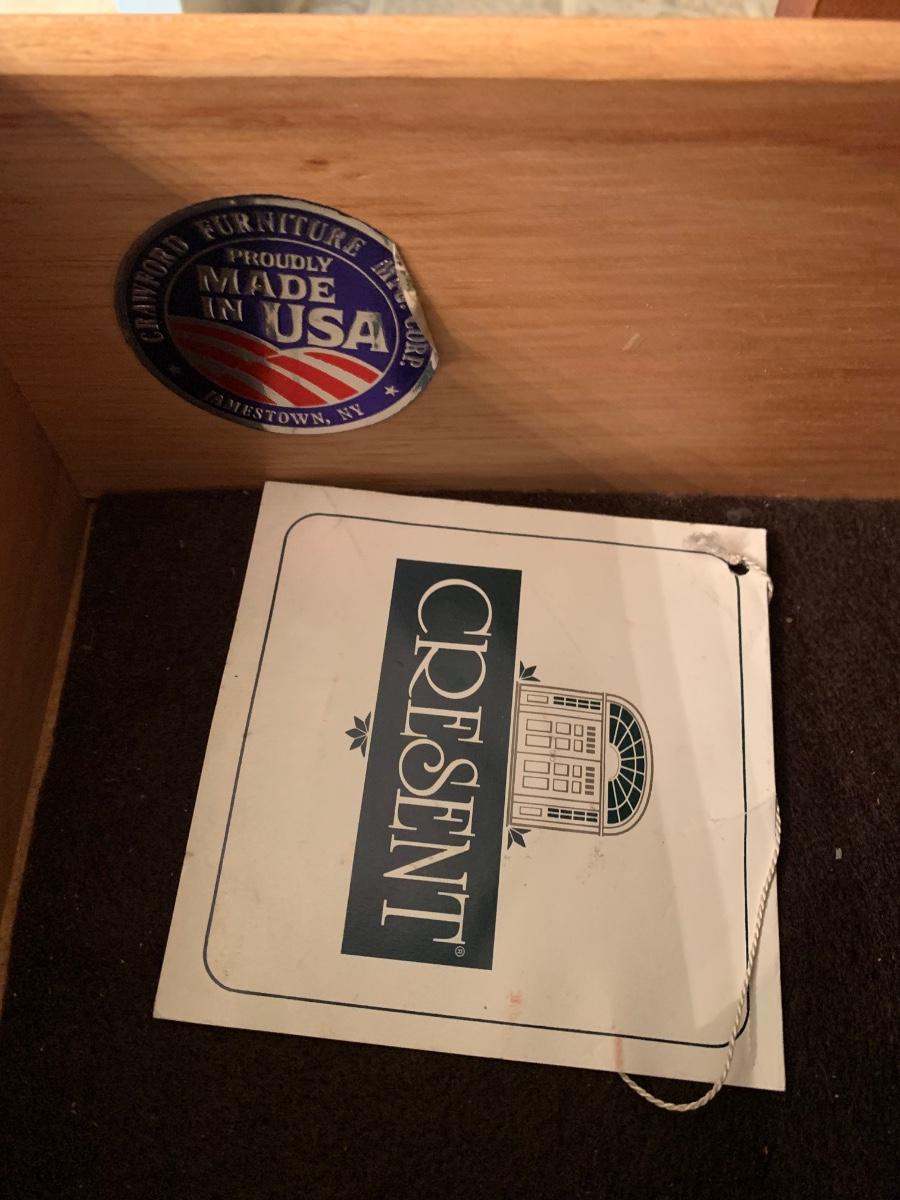 CRAWFORD FURNITURE MFG. CORP.
PROUDLY
MADE
IN USA
JAMESTOWN, NY
CRESENT®